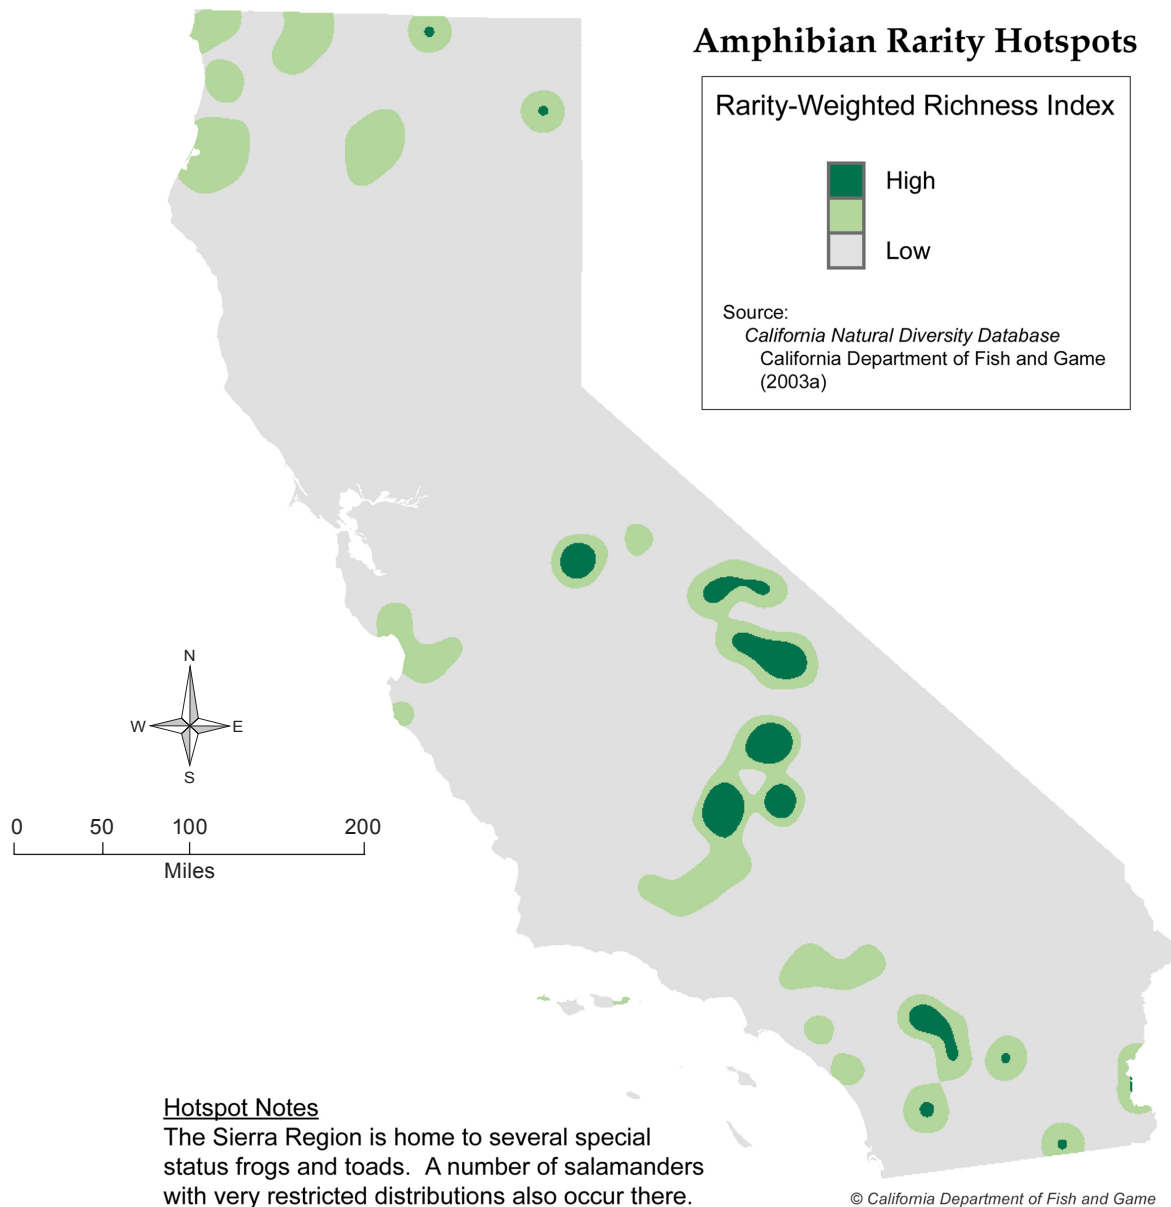 Amphibian Rarity Hotspots
Rarity-Weighted Richness Index
High
Low
Source:
California Natural Diversity Database
California Department of Fish and Game
(2003a)
N
W E
S
0 50 100 200
Miles
Hotspot Notes
The Sierra Region is home to several special
status frogs and toads. A number of salamanders
with very restricted distributions also occur there.
© California Department of Fish and Game